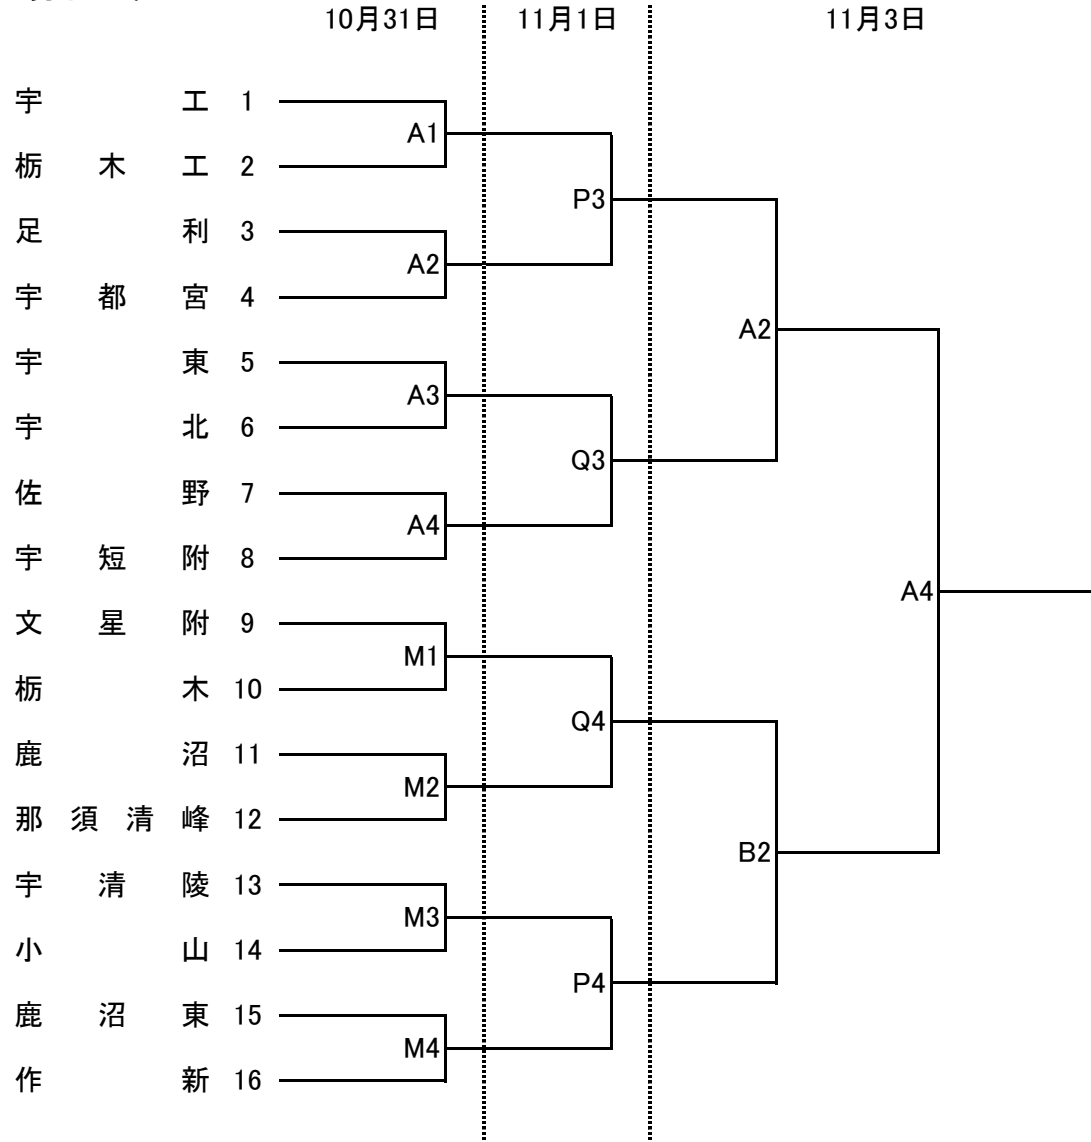 10月31日 11月1日 11月3日
宇工 1
A1
栃木工 2
P3
足利 3
A2
宇都宮 4
A2
宇東 5
A3
宇北 6
Q3
佐野 7
A4
宇短附 8
A4
文星附 9
M1
栃木 10
Q4
鹿沼 11
M2
那須清峰 12
B2
宇清陵 13
M3
小山 14
P4
鹿沼東 15
M4
作新 16